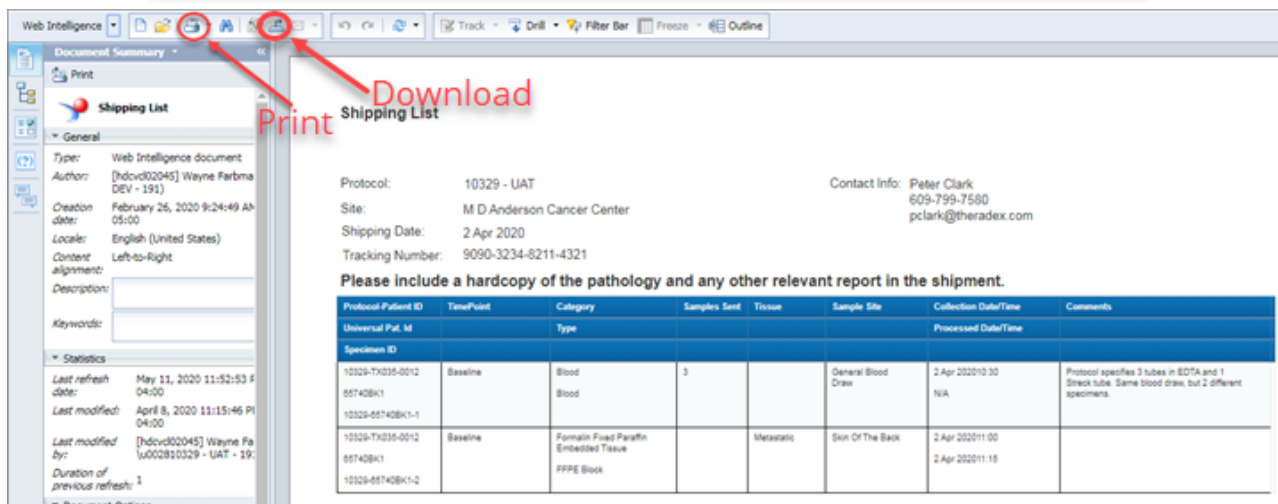 Web Intelligence
Track
Drill
Filter Bar
Freeze
Outline
Document Summary
Print
Shipping List
General
Type: Web Intelligence document
Author: [hdcvcl02045] Wayne Farbma
DEV - 191)
Creation date: February 26, 2020 9:24:49 AM
05:00
Locale: English (United States)
Content alignment: Left-to-Right
Description:
Keywords:
Statistics
Last refresh date: May 11, 2020 11:52:53 P
04:00
Last modified: April 8, 2020 11:15:46 PM
04:00
Last modified by: [hdcvcl02045] Wayne Fa
\u002810329 - UAT - 19:
Duration of previous refresh: 1
Document Options
Print
Download
Shipping List
Protocol: 10329 - UAT
Site: M D Anderson Cancer Center
Shipping Date: 2 Apr 2020
Tracking Number: 9090-3234-8211-4321
Contact Info: Peter Clark
609-799-7580
pclark@theradex.com
Please include a hardcopy of the pathology and any other relevant report in the shipment.
Protocol-Patient ID TimePoint Category Samples Sent Tissue Sample Site Collection Date/Time Comments
Universal Pat. Id Type Processed Date/Time
Specimen ID
10329-TX035-0012 Baseline Blood 3 General Blood Draw 2 Apr 202010:30 Protocol specifies 3 tubes in EDTA and 1
Streck tube. Same blood draw, but 2 different
specimens.
65740BK1 Blood N/A
10329-65740BK1-1
10329-TX035-0012 Baseline Formalin Fixed Paraffin
Embedded Tissue Metastatic Skin Of The Back 2 Apr 202011:00
65740BK1 FFPE Block 2 Apr 202011:15
10329-65740BK1-2